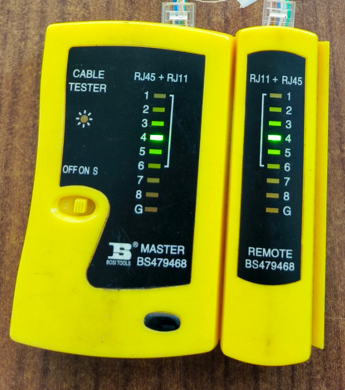 CABLE
TESTER
RJ45 + RJ11
1
2
3
4
5
6
7
8
G
OFF ON S
B ®
BOSI TOOLS
MASTER
BS479468
RJ11 + RJ45
1
2
3
4
5
6
7
8
G
REMOTE
BS479468